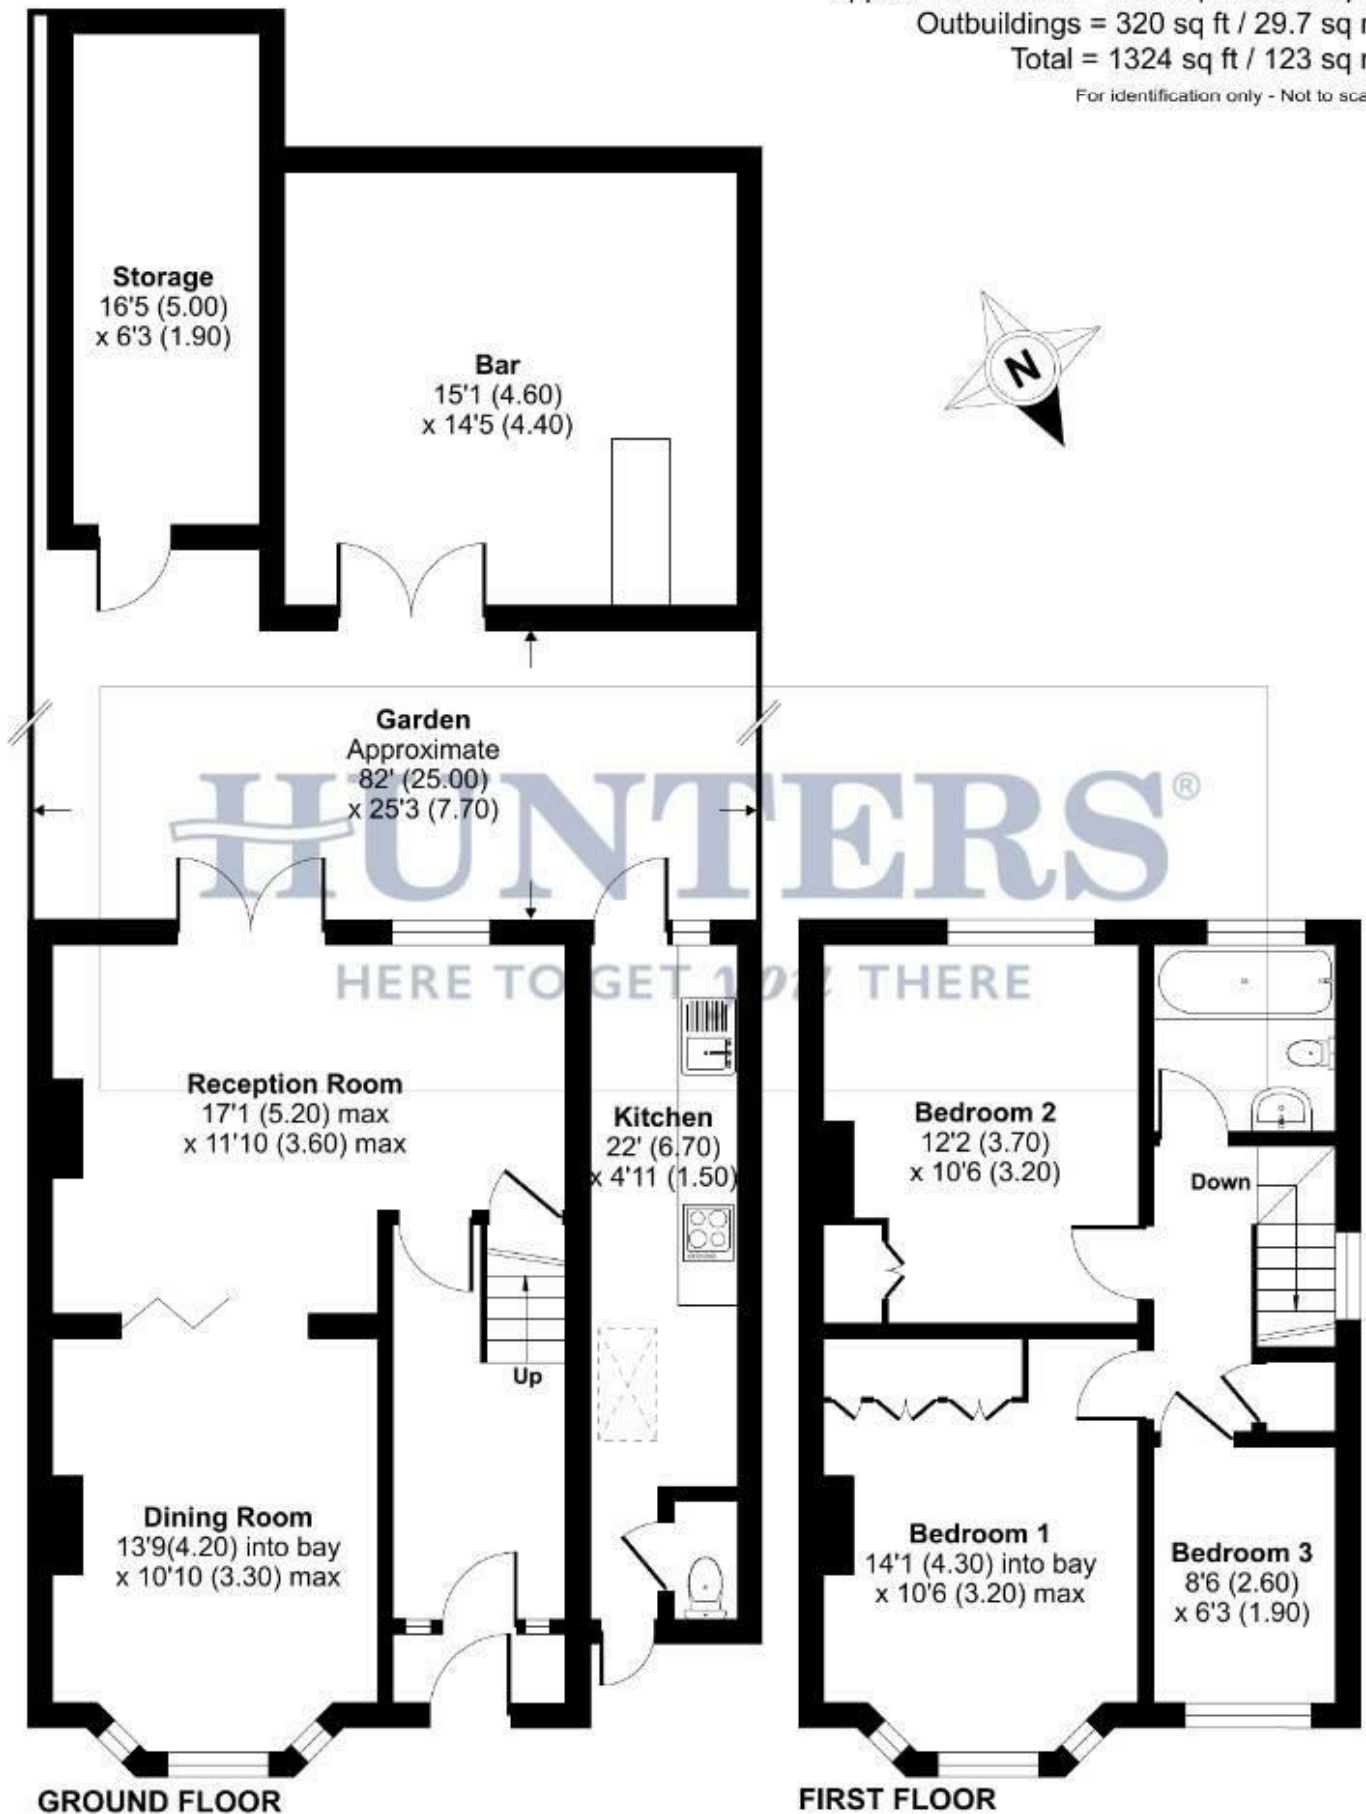 Outbuildings = 320 sq ft / 29.7 sq
Total = 1324 sq ft / 123 sq
For identification only - Not to
Storage
16'5 (5.00)
x 6'3 (1.90)
Bar
15'1 (4.60)
x 14'5 (4.40)
N
Garden
Approximate
82' (25.00)
x 25'3 (7.70)
HUNTERS®
HERE TO GET you THERE
Reception Room
17'1 (5.20) max
x 11'10 (3.60) max
Kitchen
22' (6.70)
x 4'11 (1.50)
Bedroom 2
12'2 (3.70)
x 10'6 (3.20)
Down
Up
Dining Room
13'9(4.20) into bay
x 10'10 (3.30) max
Bedroom 1
14'1 (4.30) into bay
x 10'6 (3.20) max
Bedroom 3
8'6 (2.60)
x 6'3 (1.90)
GROUND FLOOR
FIRST FLOOR